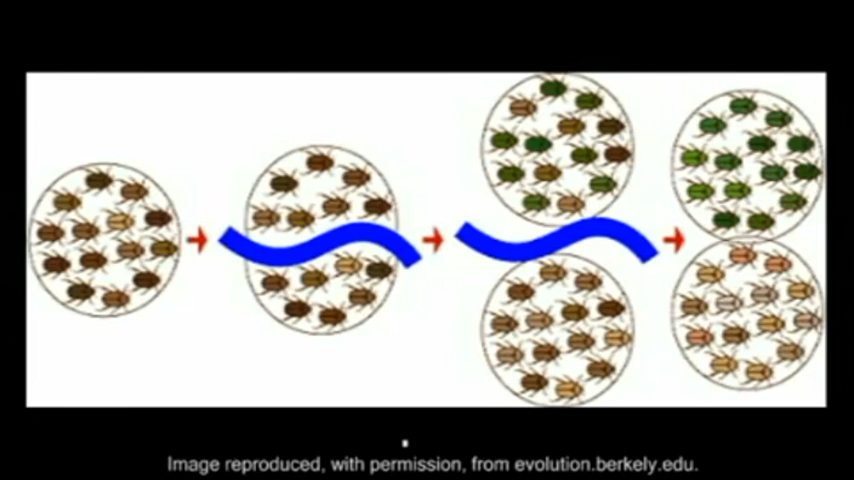 Image reproduced, with permission, from evolution.berkely.edu.